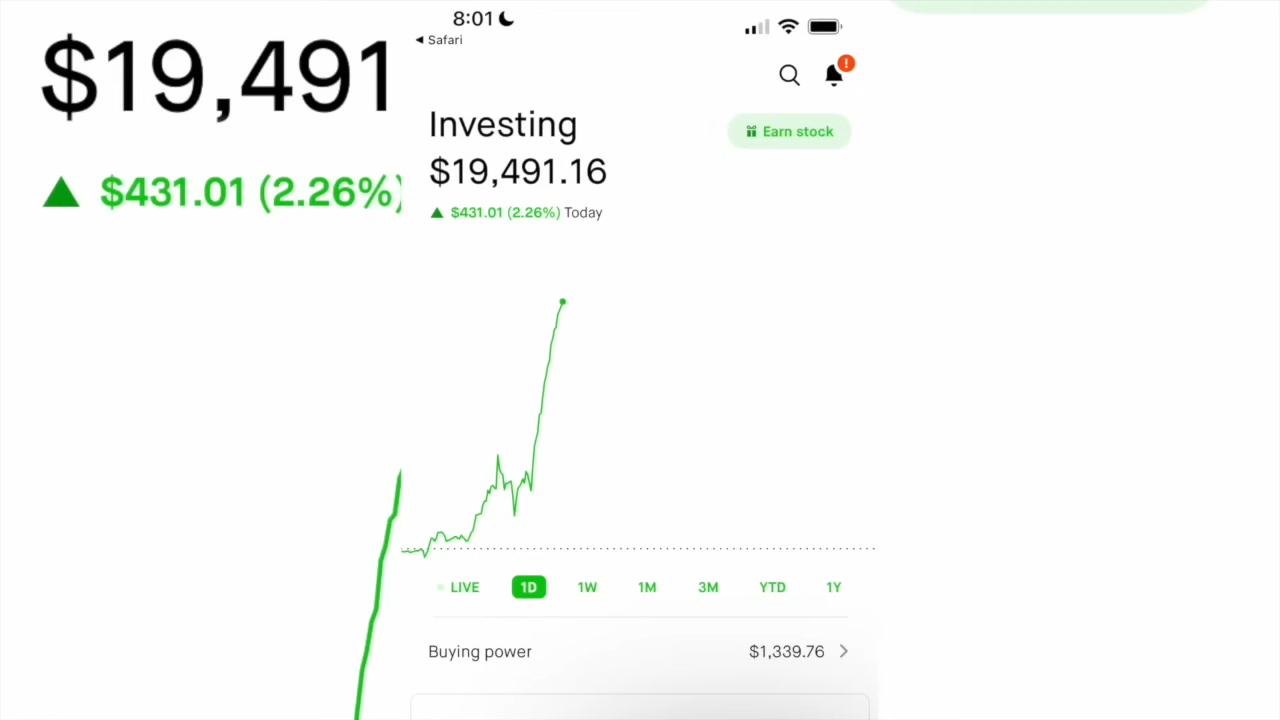 $19,491
▲ $431.01 (2.26%)
8:01
◀ Safari
!
Investing
Earn stock
$19,491.16
▲ $431.01 (2.26%) Today
LIVE 1D 1W 1M 3M YTD 1Y
Buying power $1,339.76